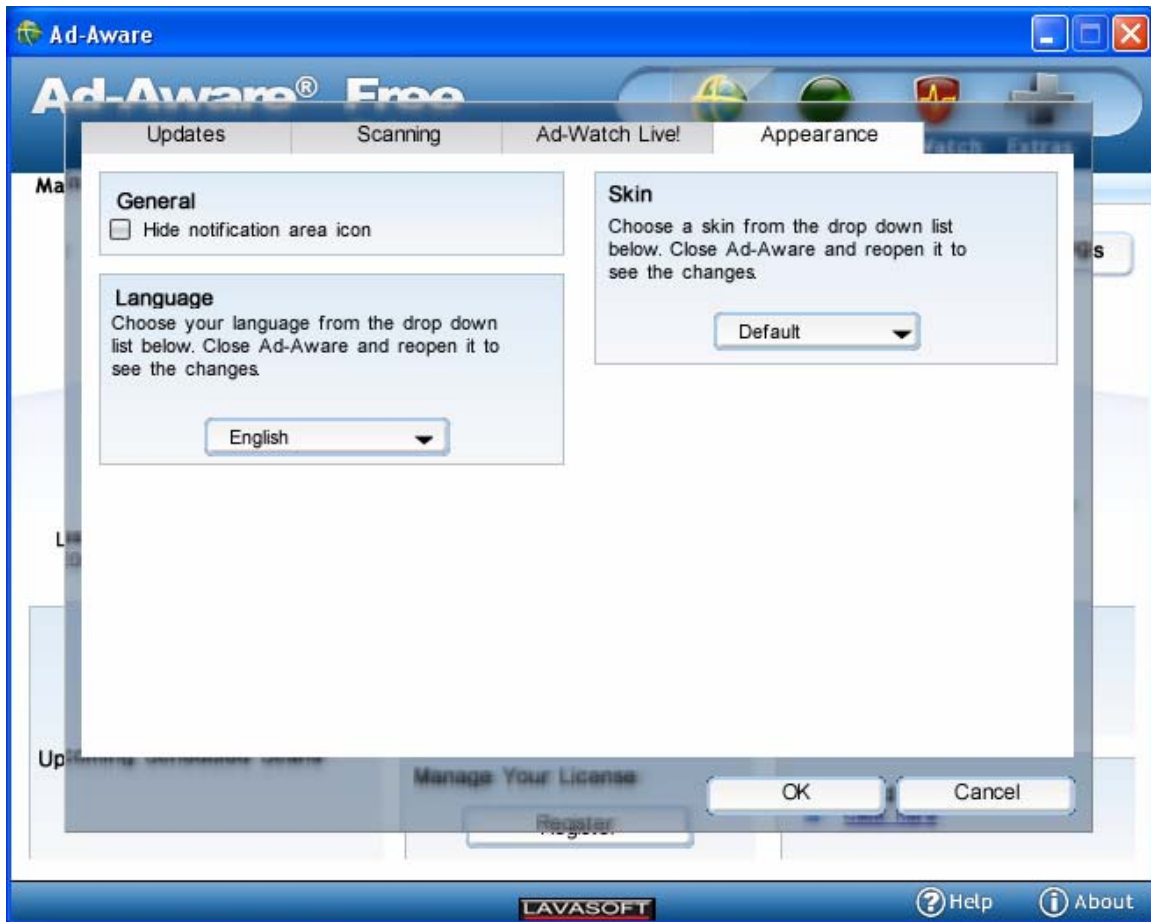 Ad-Aware
Ad-Aware® Free
Updates
Scanning
Ad-Watch Live!
Appearance
Extras
General
Hide notification area icon
Language
Choose your language from the drop down
list below. Close Ad-Aware and reopen it to
see the changes.
English
Skin
Choose a skin from the drop down list
below. Close Ad-Aware and reopen it to
see the changes.
Default
Manage Your License
Register
OK
Cancel
LAVASOFT
Help
About